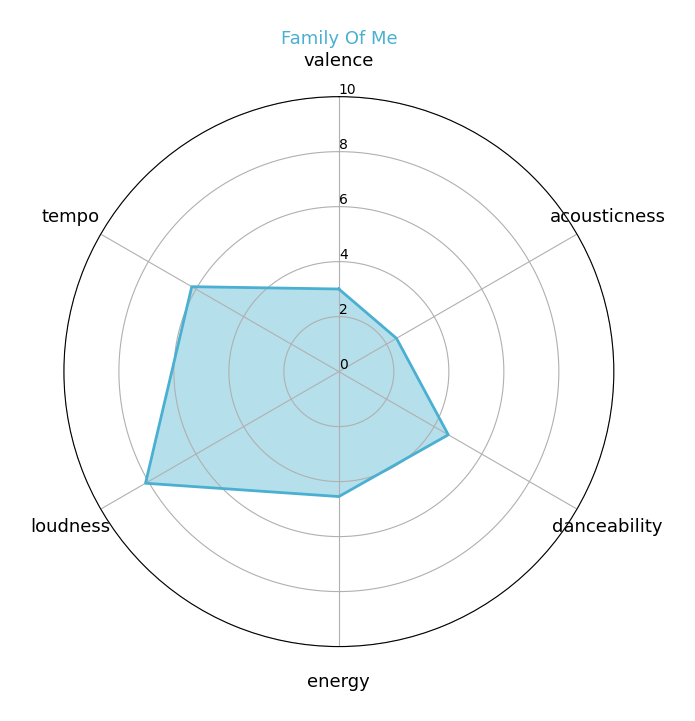 Family Of Me
valence
10
8
tempo
acousticness
6
4
2
0
loudness
danceability
energy